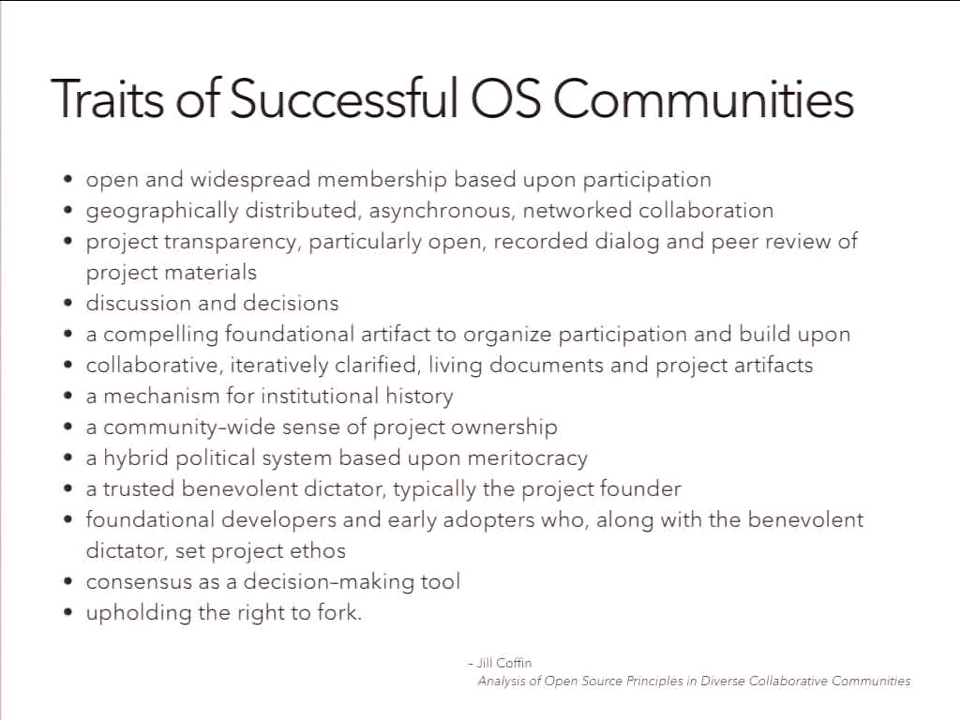 Traits of Successful OS Communities
• open and widespread membership based upon participation
• geographically distributed, asynchronous, networked collaboration
• project transparency, particularly open, recorded dialog and peer review of
project materials
• discussion and decisions
• a compelling foundational artifact to organize participation and build upon
• collaborative, iteratively clarified, living documents and project artifacts
• a mechanism for institutional history
• a community–wide sense of project ownership
• a hybrid political system based upon meritocracy
• a trusted benevolent dictator, typically the project founder
• foundational developers and early adopters who, along with the benevolent
dictator, set project ethos
• consensus as a decision–making tool
• upholding the right to fork.
– Jill Coffin
Analysis of Open Source Principles in Diverse Collaborative Communities